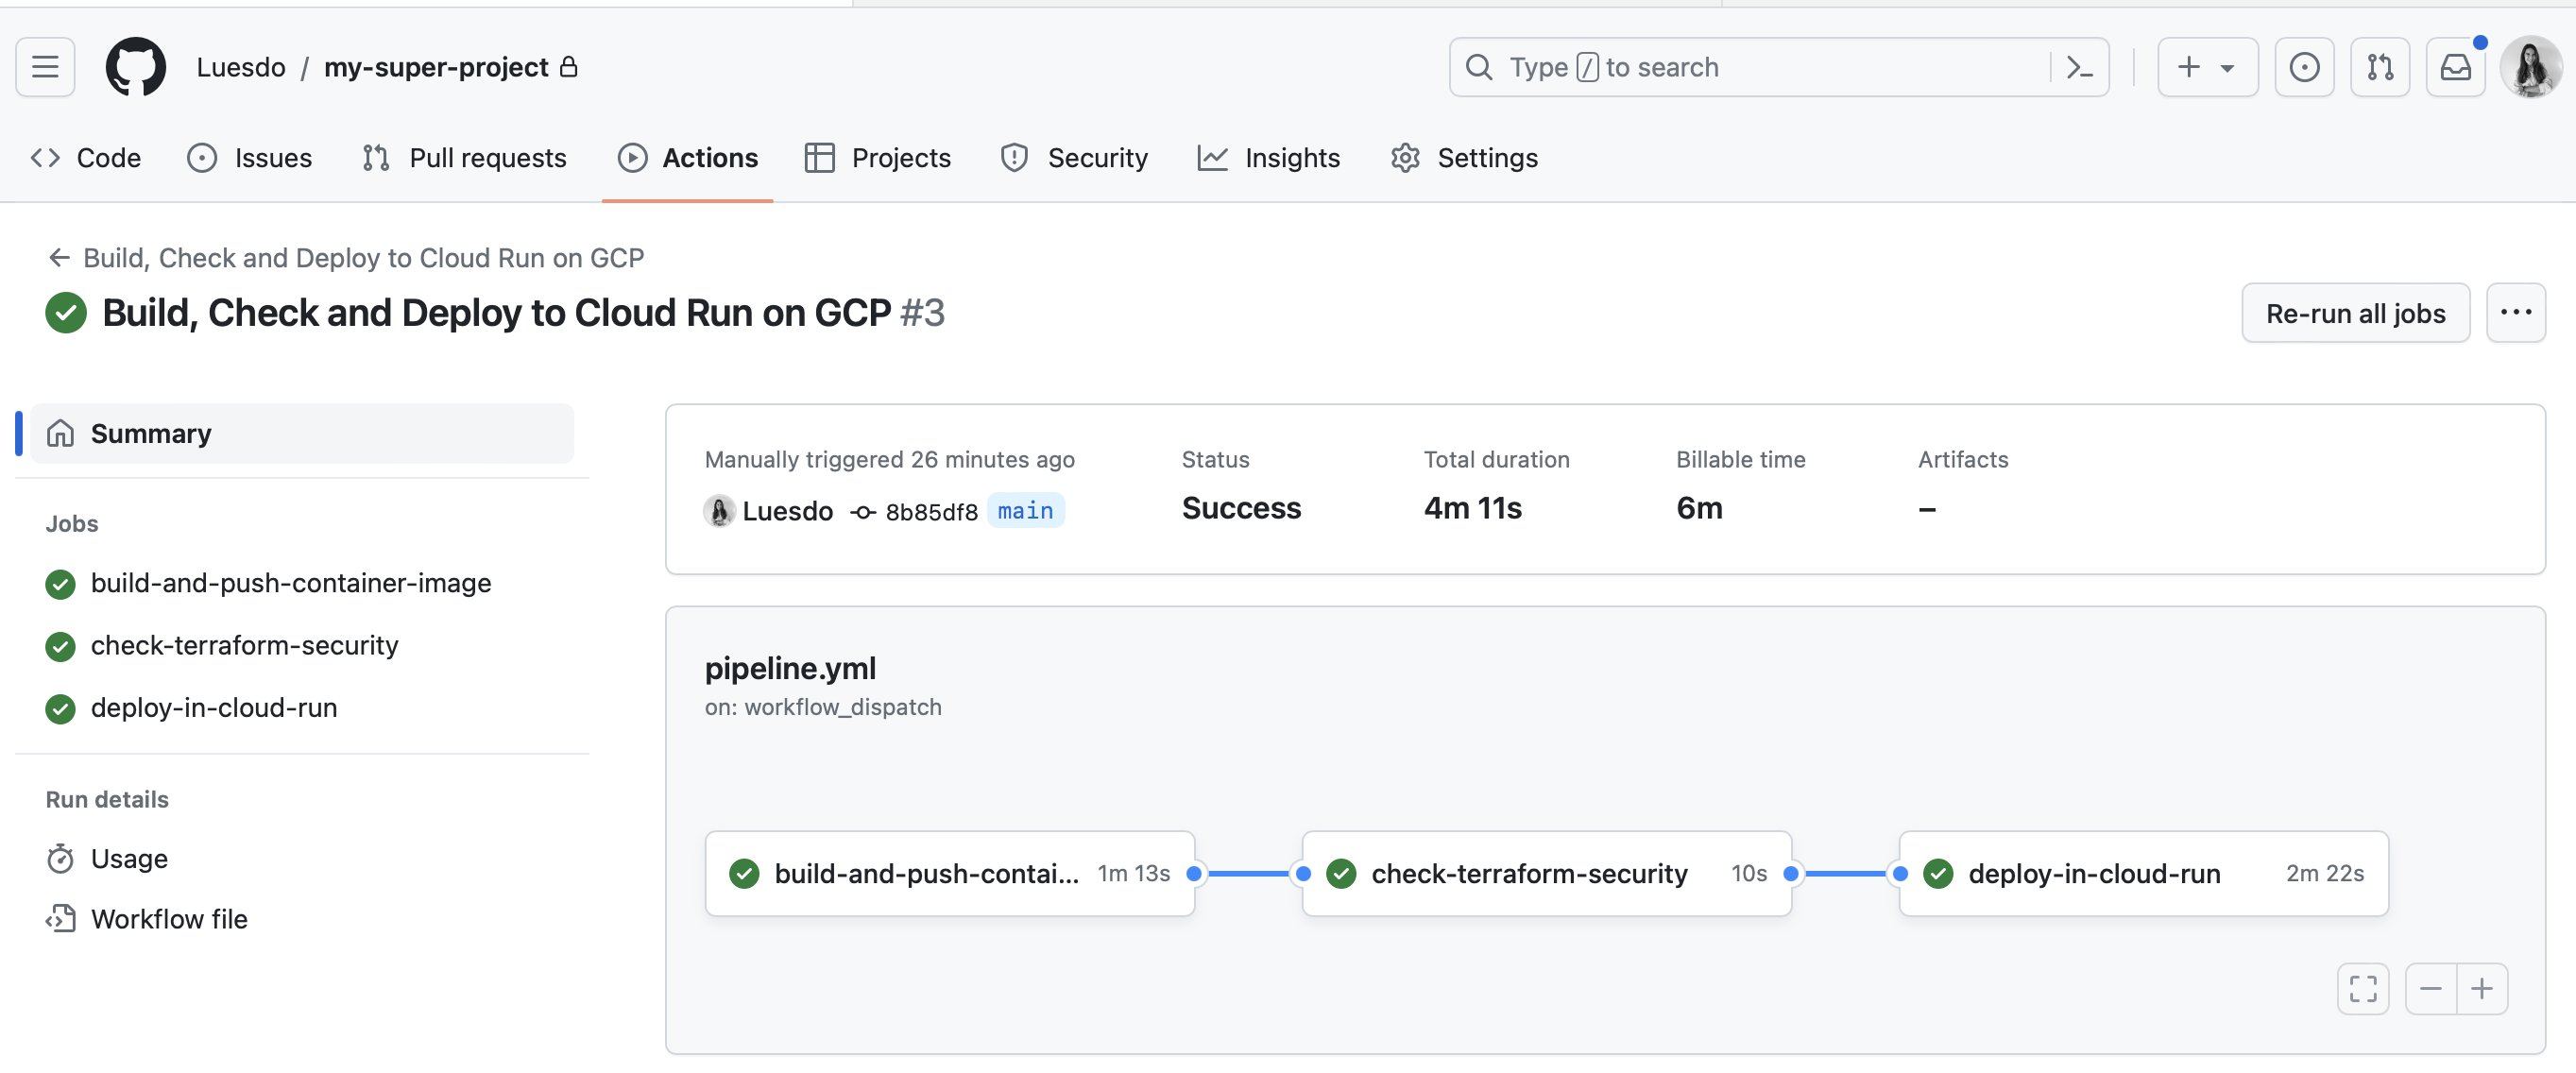 Luesdo / my-super-project
Type / to search
Code Issues Pull requests Actions Projects Security Insights Settings
Build, Check and Deploy to Cloud Run on GCP
Build, Check and Deploy to Cloud Run on GCP #3
Re-run all jobs
Summary
Jobs
build-and-push-container-image
check-terraform-security
deploy-in-cloud-run
Run details
Usage
Workflow file
Manually triggered 26 minutes ago
Luesdo 8b85df8 main
Status
Success
Total duration
4m 11s
Billable time
6m
Artifacts
–
pipeline.yml
on: workflow_dispatch
build-and-push-contai... 1m 13s
check-terraform-security 10s
deploy-in-cloud-run 2m 22s